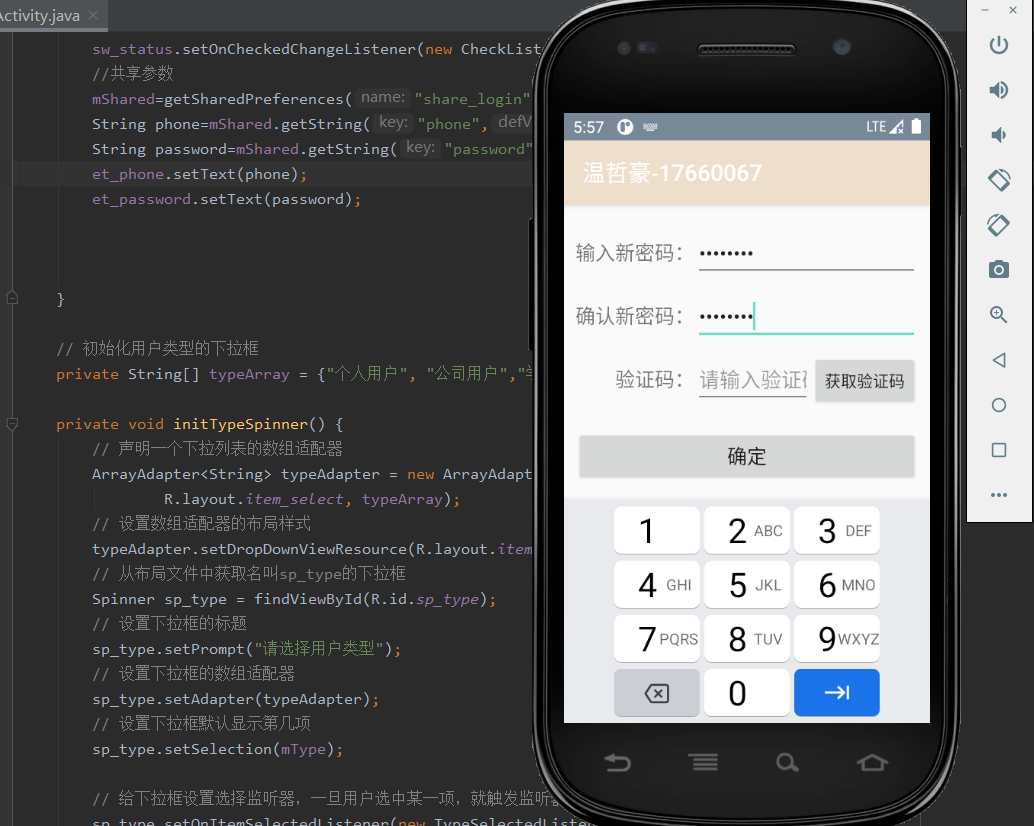 Activity.java
sw_status.setOnCheckedChangeListener(new CheckList
//共享参数
mShared=getSharedPreferences( name: "share_login"
String phone=mShared.getString( key: "phone", defV
String password=mShared.getString( key: "password"
et_phone.setText(phone);
et_password.setText(password);
}
// 初始化用户类型的下拉框
private String[] typeArray = {"个人用户", "公司用户","
private void initTypeSpinner() {
// 声明一个下拉列表的数组适配器
ArrayAdapter<String> typeAdapter = new ArrayAdapt
R.layout.item_select, typeArray);
// 设置数组适配器的布局样式
typeAdapter.setDropDownViewResource(R.layout.item
// 从布局文件中获取名叫sp_type的下拉框
Spinner sp_type = findViewById(R.id.sp_type);
// 设置下拉框的标题
sp_type.setPrompt("请选择用户类型");
// 设置下拉框的数组适配器
sp_type.setAdapter(typeAdapter);
// 设置下拉框默认显示第几项
sp_type.setSelection(mType);
// 给下拉框设置选择监听器，一旦用户选中某一项，就触发监听器
sp_type.setOnItemSelectedListener(new TypeSelectedListen
5:57 LTE
温哲豪-17660067
输入新密码： ••••••••
确认新密码： ••••••••
验证码： 请输入验证码 获取验证码
确定
1 2 ABC 3 DEF
4 GHI 5 JKL 6 MNO
7 PQRS 8 TUV 9 WXYZ
0